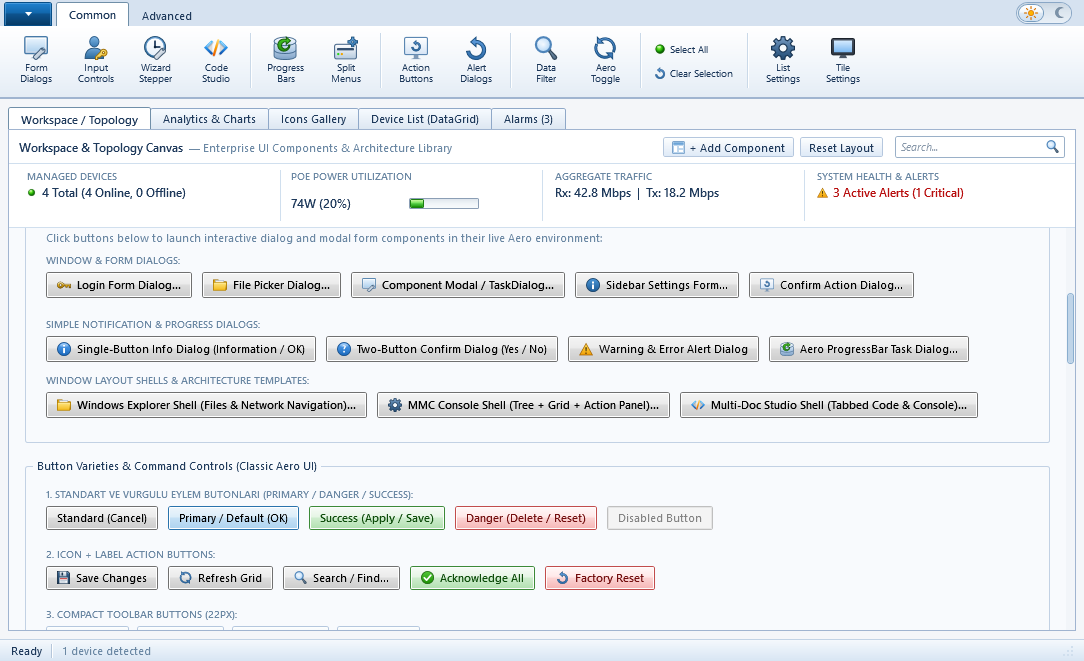 Common
Advanced
Form Dialogs
Input Controls
Wizard Stepper
Code Studio
Progress Bars
Split Menus
Action Buttons
Alert Dialogs
Data Filter
Aero Toggle
Select All
Clear Selection
List Settings
Tile Settings
Workspace / Topology
Analytics & Charts
Icons Gallery
Device List (DataGrid)
Alarms (3)
Workspace & Topology Canvas — Enterprise UI Components & Architecture Library
+ Add Component
Reset Layout
Search...
MANAGED DEVICES
4 Total (4 Online, 0 Offline)
POE POWER UTILIZATION
74W (20%)
AGGREGATE TRAFFIC
Rx: 42.8 Mbps | Tx: 18.2 Mbps
SYSTEM HEALTH & ALERTS
3 Active Alerts (1 Critical)
Click buttons below to launch interactive dialog and modal form components in their live Aero environment:
WINDOW & FORM DIALOGS:
Login Form Dialog...
File Picker Dialog...
Component Modal / TaskDialog...
Sidebar Settings Form...
Confirm Action Dialog...
SIMPLE NOTIFICATION & PROGRESS DIALOGS:
Single-Button Info Dialog (Information / OK)
Two-Button Confirm Dialog (Yes / No)
Warning & Error Alert Dialog
Aero ProgressBar Task Dialog...
WINDOW LAYOUT SHELLS & ARCHITECTURE TEMPLATES:
Windows Explorer Shell (Files & Network Navigation)...
MMC Console Shell (Tree + Grid + Action Panel)...
Multi-Doc Studio Shell (Tabbed Code & Console)...
Button Varieties & Command Controls (Classic Aero UI)
1. STANDART VE VURGULU EYLEM BUTONLARI (PRIMARY / DANGER / SUCCESS):
Standard (Cancel)
Primary / Default (OK)
Success (Apply / Save)
Danger (Delete / Reset)
Disabled Button
2. ICON + LABEL ACTION BUTTONS:
Save Changes
Refresh Grid
Search / Find...
Acknowledge All
Factory Reset
3. COMPACT TOOLBAR BUTTONS (22PX):
Ready
1 device detected